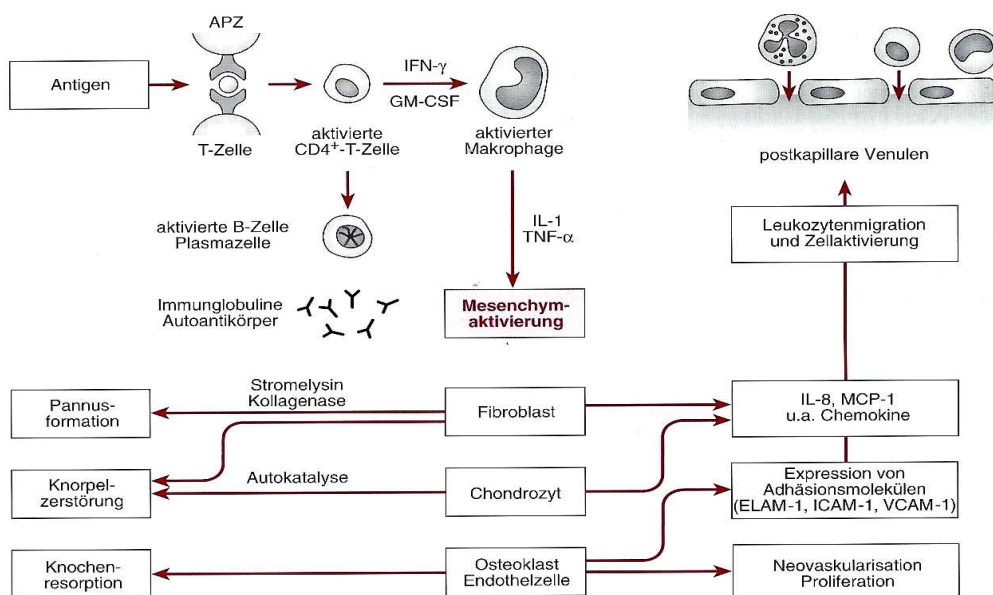 APZ
Antigen
T-Zelle
IFN-γ
GM-CSF
aktivierte
CD4⁺-T-Zelle
aktivierter
Makrophage
postkapillare Venulen
aktivierte B-Zelle
Plasmazelle
IL-1
TNF-α
Leukozytenmigration
und Zellaktivierung
Immunglobuline
Autoantikörper
Mesenchym-
aktivierung
Pannus-
formation
Stromelysin
Kollagenase
Fibroblast
IL-8, MCP-1
u.a. Chemokine
Knorpel-
zerstörung
Autokatalyse
Chondrozyt
Expression von
Adhäsionsmolekülen
(ELAM-1, ICAM-1, VCAM-1)
Knochen-
resorption
Osteoklast
Endothelzelle
Neovaskularisation
Proliferation